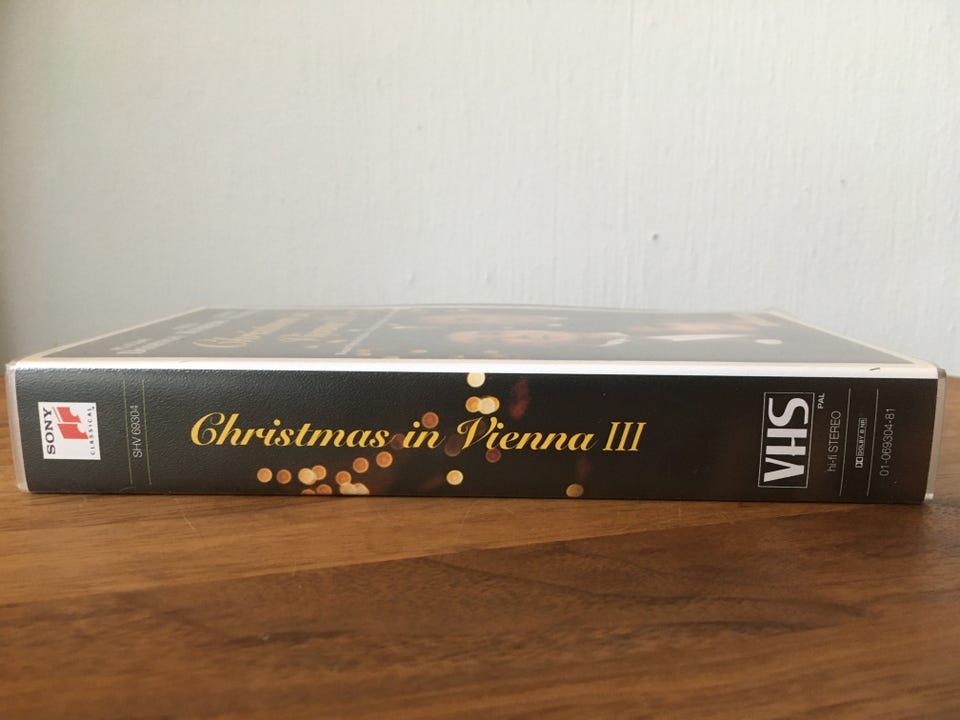 SONY
CLASSICAL
SHV 69304
Christmas in Vienna III
VHS
PAL
hi-fi STEREO
DOLBY B NR
01-069304-81